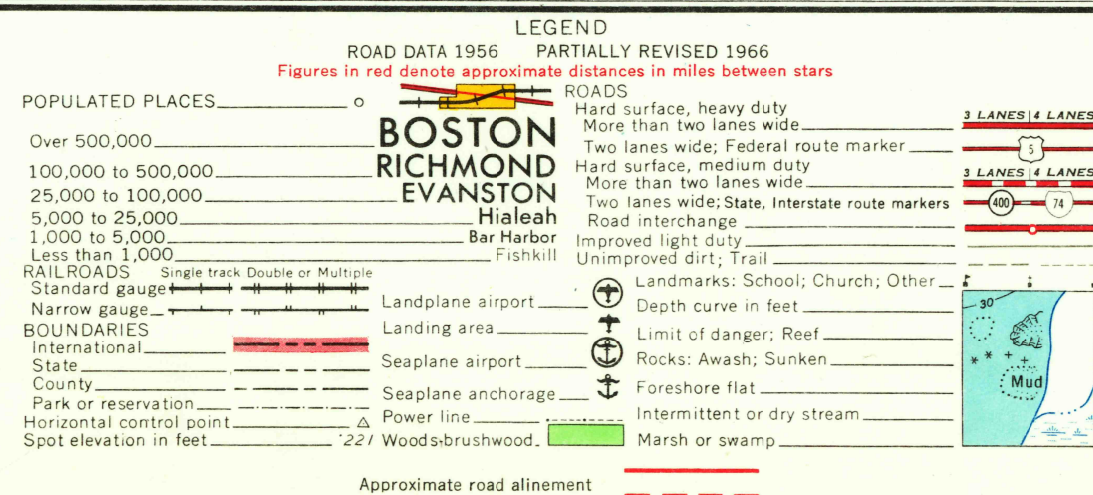 LEGEND
ROAD DATA 1956 PARTIALLY REVISED 1966
Figures in red denote approximate distances in miles between stars
POPULATED PLACES
Over 500,000 BOSTON
100,000 to 500,000 RICHMOND
25,000 to 100,000 EVANSTON
5,000 to 25,000 Hialeah
1,000 to 5,000 Bar Harbor
Less than 1,000 Fishkill
RAILROADS Single track Double or Multiple
Standard gauge
Narrow gauge
BOUNDARIES
International
State
County
Park or reservation
Horizontal control point
Spot elevation in feet 221
Landplane airport
Landing area
Seaplane airport
Seaplane anchorage
Power line
Woods-brushwood
ROADS
Hard surface, heavy duty
More than two lanes wide 3 LANES 4 LANES
Two lanes wide; Federal route marker 5
Hard surface, medium duty
More than two lanes wide 3 LANES 4 LANES
Two lanes wide; State, Interstate route markers 400 74
Road interchange
Improved light duty
Unimproved dirt; Trail
Landmarks: School; Church; Other
Depth curve in feet 30
Limit of danger; Reef
Rocks: Awash; Sunken
Foreshore flat Mud
Intermittent or dry stream
Marsh or swamp
Approximate road alinement